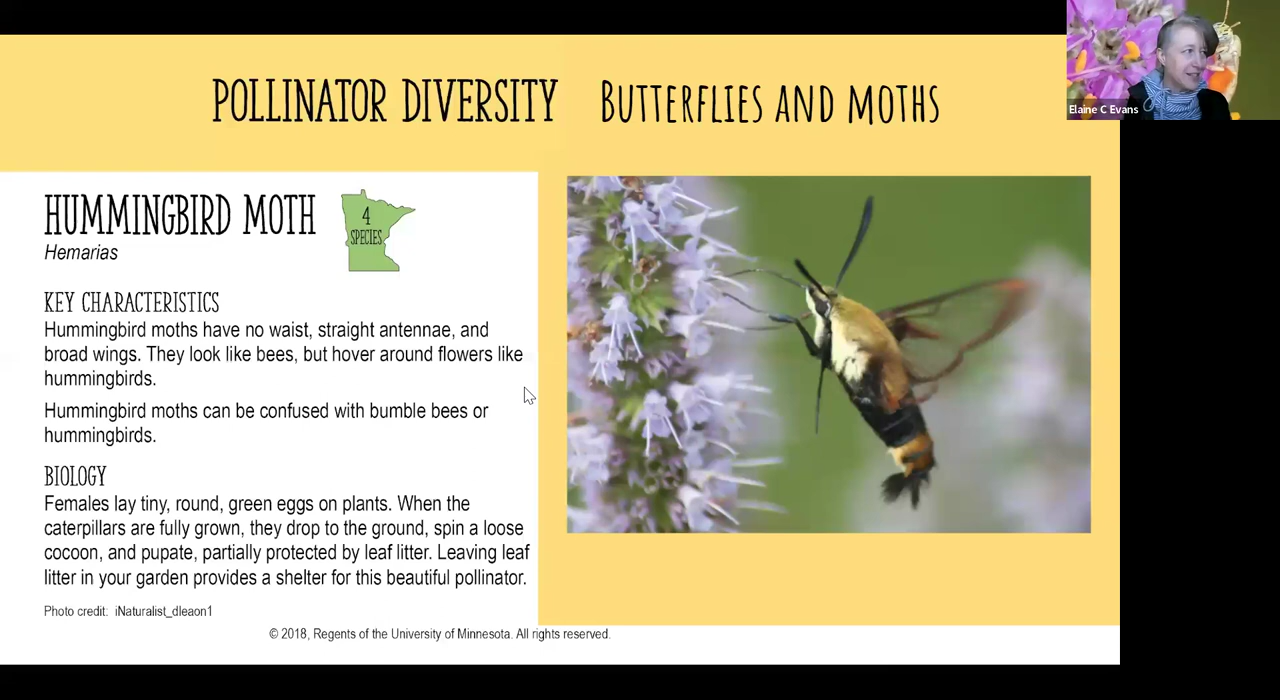 POLLINATOR DIVERSITY BUTTERFLIES AND MOTHS
Elaine C Evans
HUMMINGBIRD MOTH
4
SPECIES
Hemarias
KEY CHARACTERISTICS
Hummingbird moths have no waist, straight antennae, and
broad wings. They look like bees, but hover around flowers like
hummingbirds.
Hummingbird moths can be confused with bumble bees or
hummingbirds.
BIOLOGY
Females lay tiny, round, green eggs on plants. When the
caterpillars are fully grown, they drop to the ground, spin a loose
cocoon, and pupate, partially protected by leaf litter. Leaving leaf
litter in your garden provides a shelter for this beautiful pollinator.
Photo credit: iNaturalist_dleaon1
© 2018, Regents of the University of Minnesota. All rights reserved.